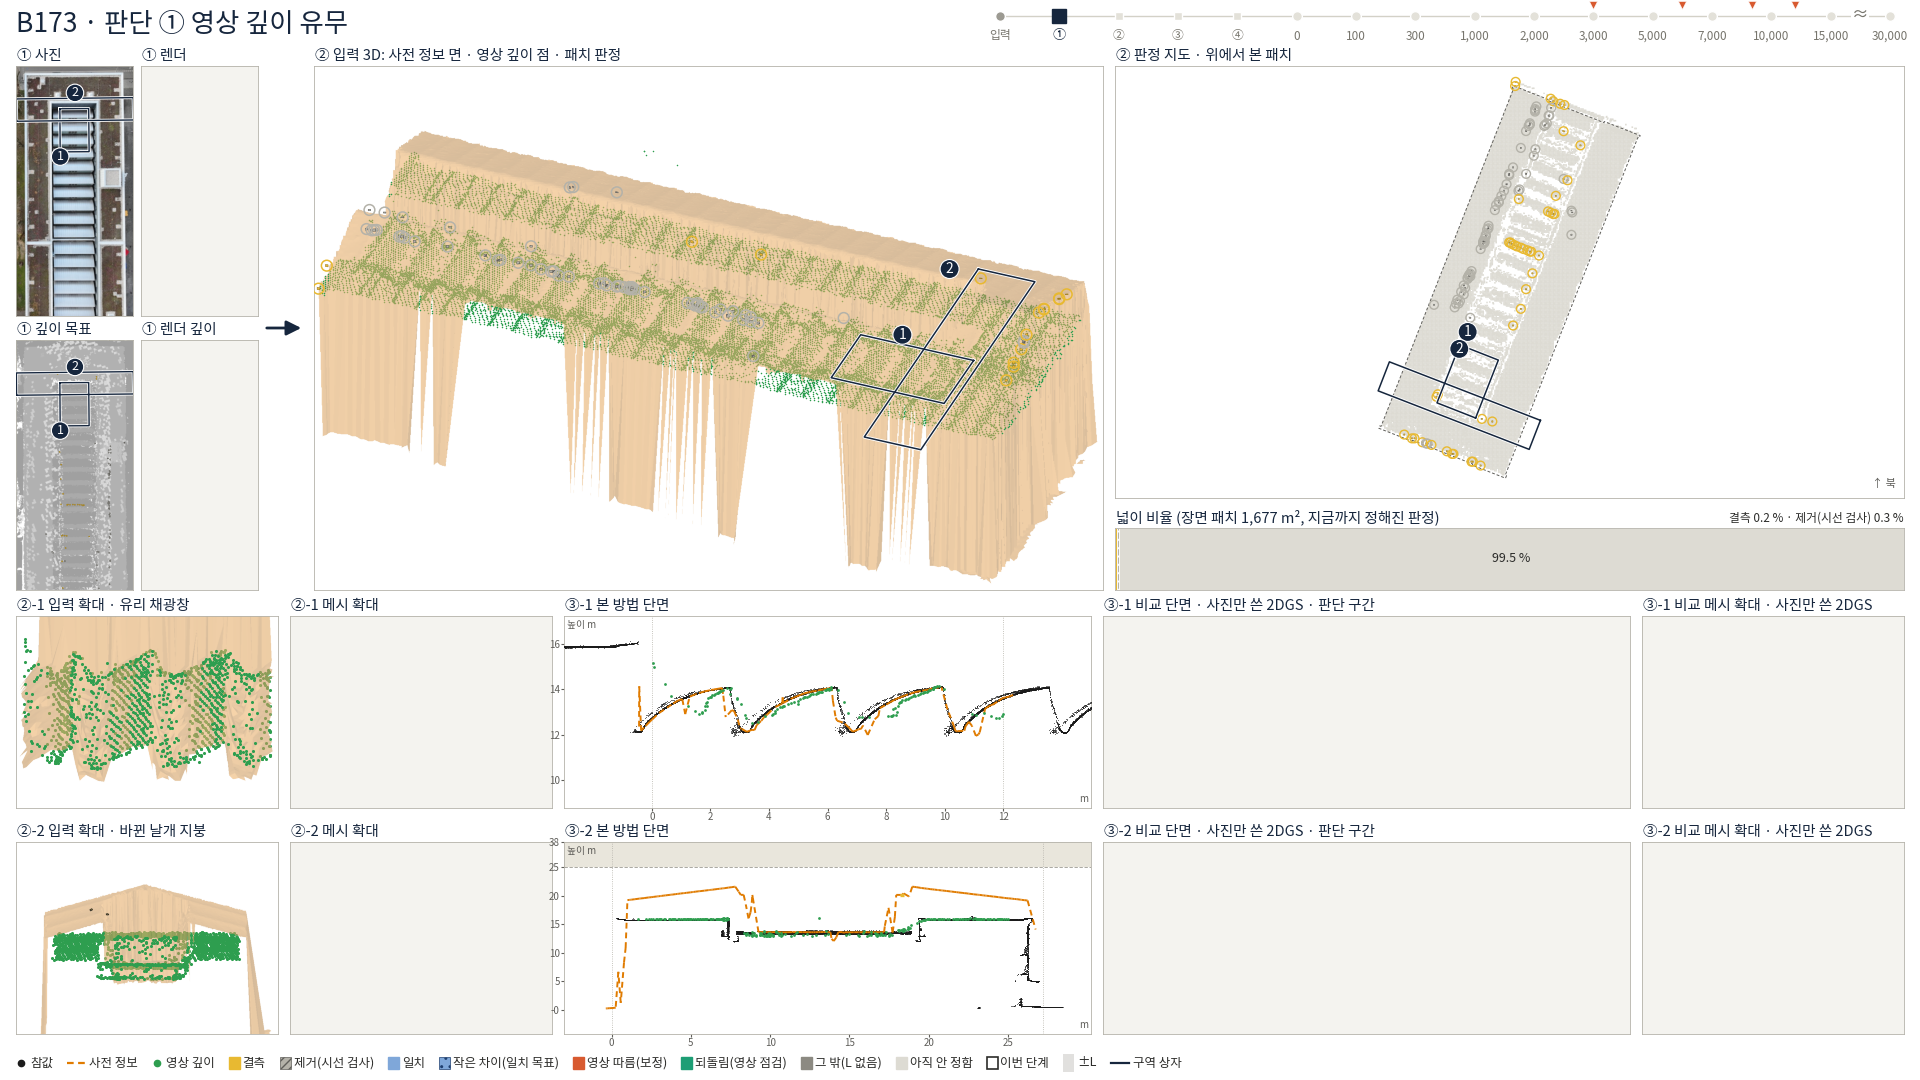 B173 · 판단 ① 영상 깊이 유무
입력 ① ② ③ ④ 0 100 300 1,000 2,000 3,000 5,000 7,000 10,000 15,000 ≈ 30,000
① 사진
① 렌더
② 입력 3D: 사전 정보 면 · 영상 깊이 점 · 패치 판정
② 판정 지도 · 위에서 본 패치
2
1
2
1
1
2
↑ 북
① 깊이 목표
① 렌더 깊이
2
1
넓이 비율 (장면 패치 1,677 m², 지금까지 정해진 판정)
결측 0.2 % · 제거(시선 검사) 0.3 %
99.5 %
②-1 입력 확대 · 유리 채광창
②-1 메시 확대
③-1 본 방법 단면
③-1 비교 단면 · 사진만 쓴 2DGS · 판단 구간
③-1 비교 메시 확대 · 사진만 쓴 2DGS
높이 m
16
14
12
10
m
0 2 4 6 8 10 12
②-2 입력 확대 · 바뀐 날개 지붕
②-2 메시 확대
③-2 본 방법 단면
③-2 비교 단면 · 사진만 쓴 2DGS · 판단 구간
③-2 비교 메시 확대 · 사진만 쓴 2DGS
38
높이 m
25
20
15
10
5
0
m
0 5 10 15 20 25
참값 사전 정보 영상 깊이 결측 제거(시선 검사) 일치 작은 차이(일치 목표) 영상 따름(보정) 되돌림(영상 점검) 그 밖(L 없음) 아직 안 정함 이번 단계 ±L 구역 상자